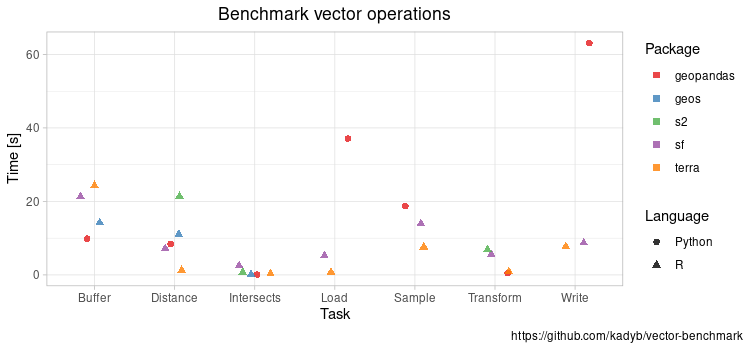 Benchmark vector operations
Time [s]
60
40
20
0
Buffer Distance Intersects Load Sample Transform Write
Task
Package
geopandas
geos
s2
sf
terra
Language
Python
R
https://github.com/kadyb/vector-benchmark